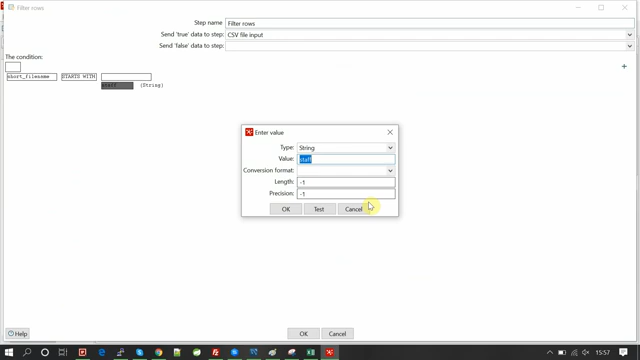 Filter rows
Step name Filter rows
Send 'true' data to step: CSV file input
Send 'false' data to step:
The condition:
short_filename STARTS WITH
staff (String)
Enter value
Type: String
Value: staff
Conversion format:
Length: -1
Precision: -1
OK Test Cancel
Help OK Cancel
15:57